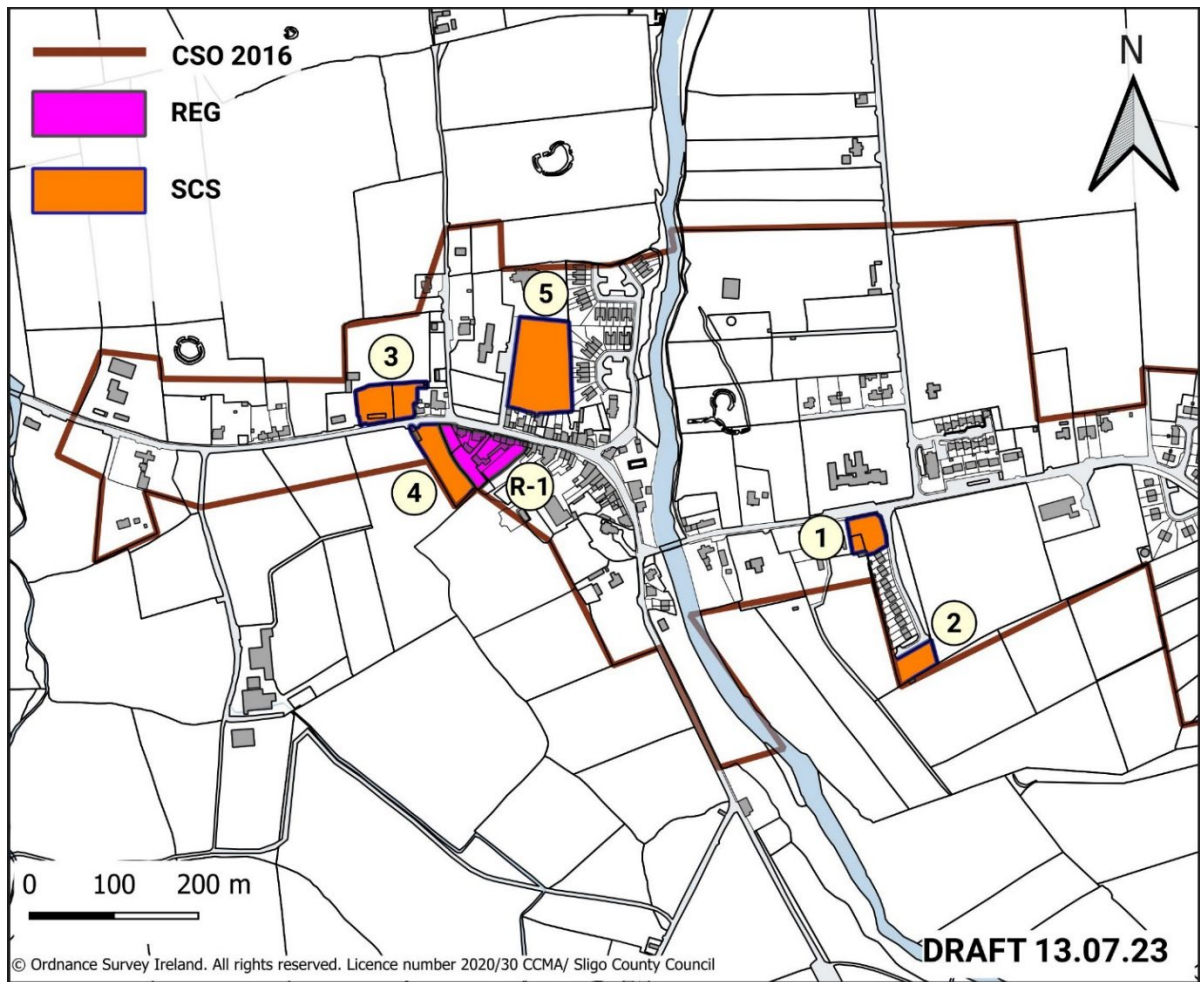 CSO 2016
REG
SCS
N
5
3
4
R-1
1
2
0 100 200 m
DRAFT 13.07.23
© Ordnance Survey Ireland. All rights reserved. Licence number 2020/30 CCMA/ Sligo County Council